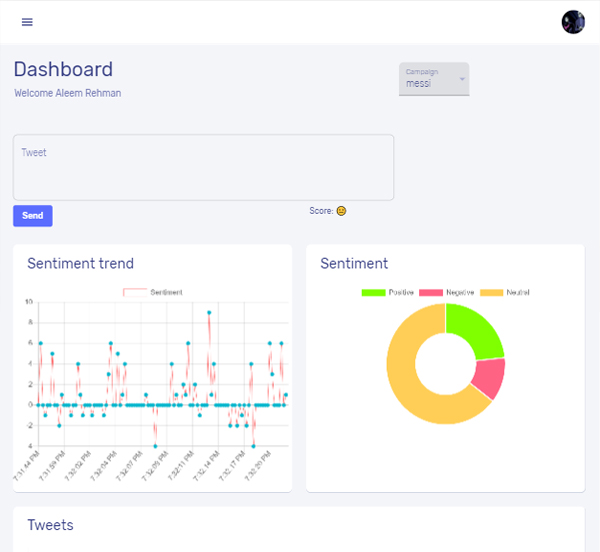 Dashboard
Welcome Aleem Rehman
Campaign
messi
Tweet
Send
Score:
Sentiment trend
Sentiment
10
8
6
4
2
0
-2
4
7:31:44 PM
7:31:59 PM
7:32:02 PM
7:32:04 PM
7:32:07 PM
7:32:09 PM
7:32:11 PM
7:32:14 PM
7:32:17 PM
7:32:20 PM
Sentiment
Positive Negative Neutral
Tweets